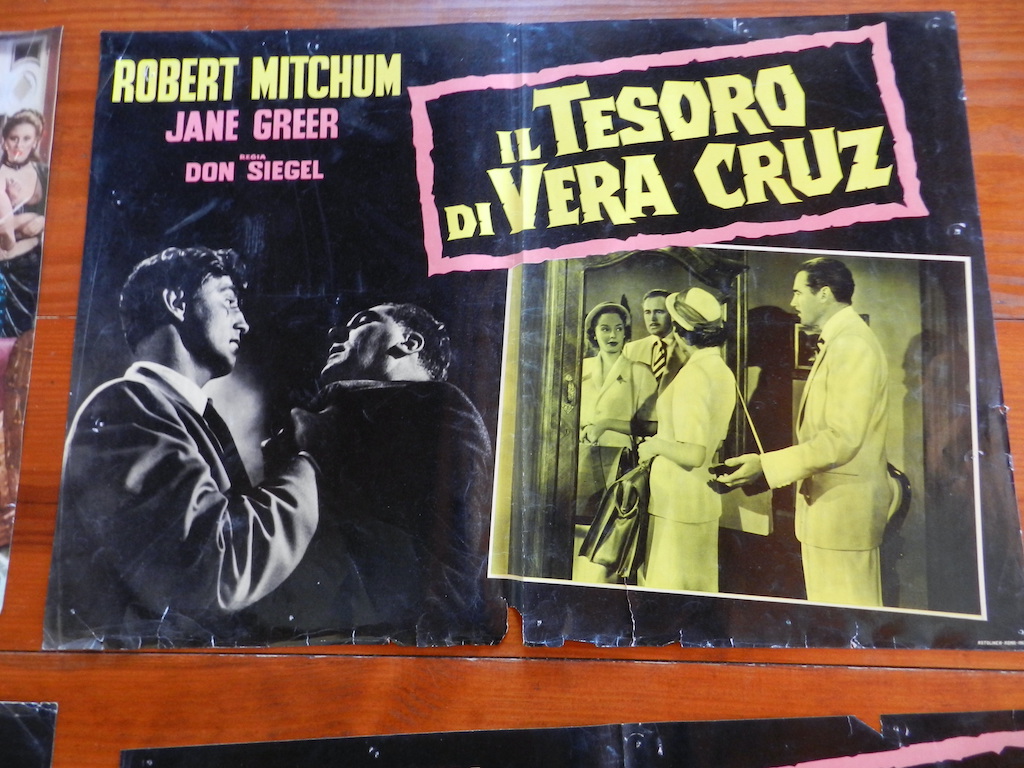 ROBERT MITCHUM
JANE GREER
REGIA
DON SIEGEL
IL TESORO
DI VERA CRUZ